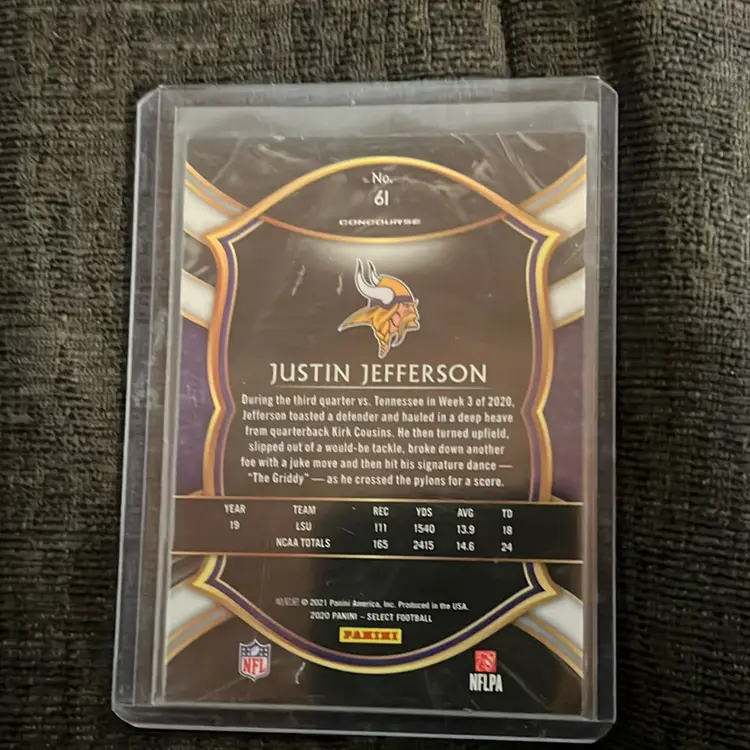 No.
61
CONCOURSE
JUSTIN JEFFERSON
During the third quarter vs. Tennessee in Week 3 of 2020,
Jefferson toasted a defender and hauled in a deep heave
from quarterback Kirk Cousins. He then turned upfield,
slipped out of a would-be tackle, broke down another
foe with a juke move and then hit his signature dance —
"The Griddy" — as he crossed the pylons for a score.
YEAR TEAM REC YDS AVG TD
19 LSU 111 1540 13.9 18
NCAA TOTALS 165 2415 14.6 24
© 2021 Panini America, Inc. Produced in the USA.
2020 PANINI – SELECT FOOTBALL
PANINI
NFL
NFLPA